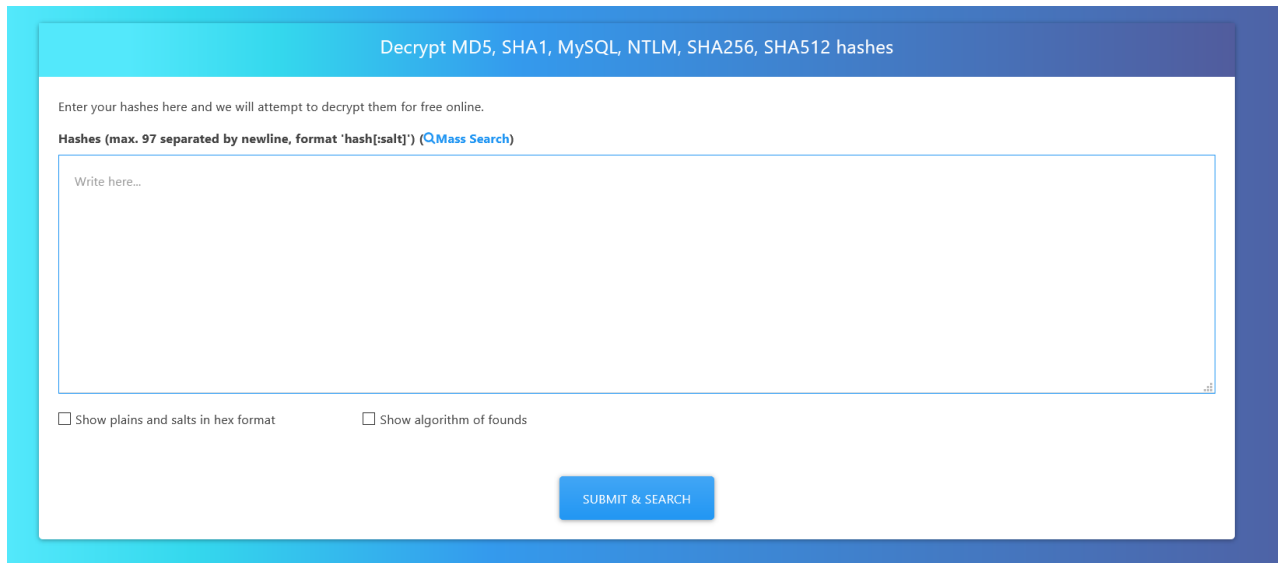 Decrypt MD5, SHA1, MySQL, NTLM, SHA256, SHA512 hashes
Enter your hashes here and we will attempt to decrypt them for free online.
Hashes (max. 97 separated by newline, format 'hash[:salt]') (Mass Search)
Write here...
Show plains and salts in hex format Show algorithm of founds
SUBMIT & SEARCH